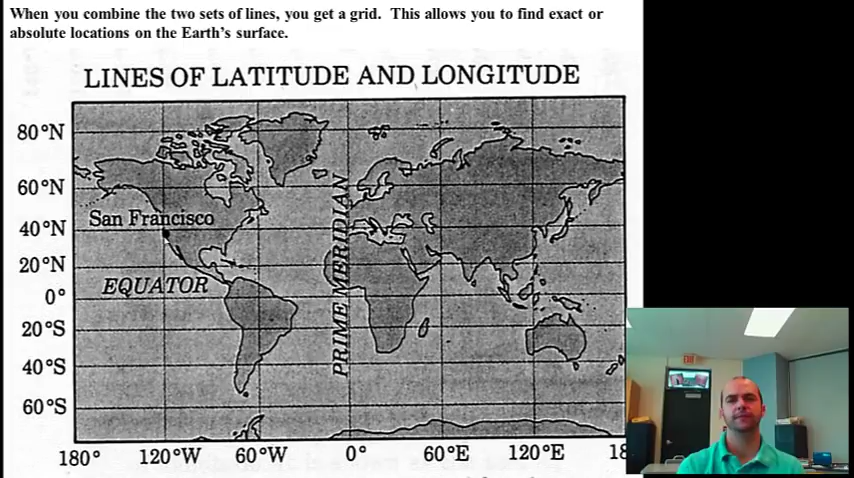 When you combine the two sets of lines, you get a grid.  This allows you to find exact or
absolute locations on the Earth's surface.
LINES OF LATITUDE AND LONGITUDE
80°N
60°N
San Francisco
40°N
20°N
EQUATOR
0°
20°S
40°S
60°S
PRIME MERIDIAN
180° 120°W 60°W 0° 60°E 120°E 18
EXIT